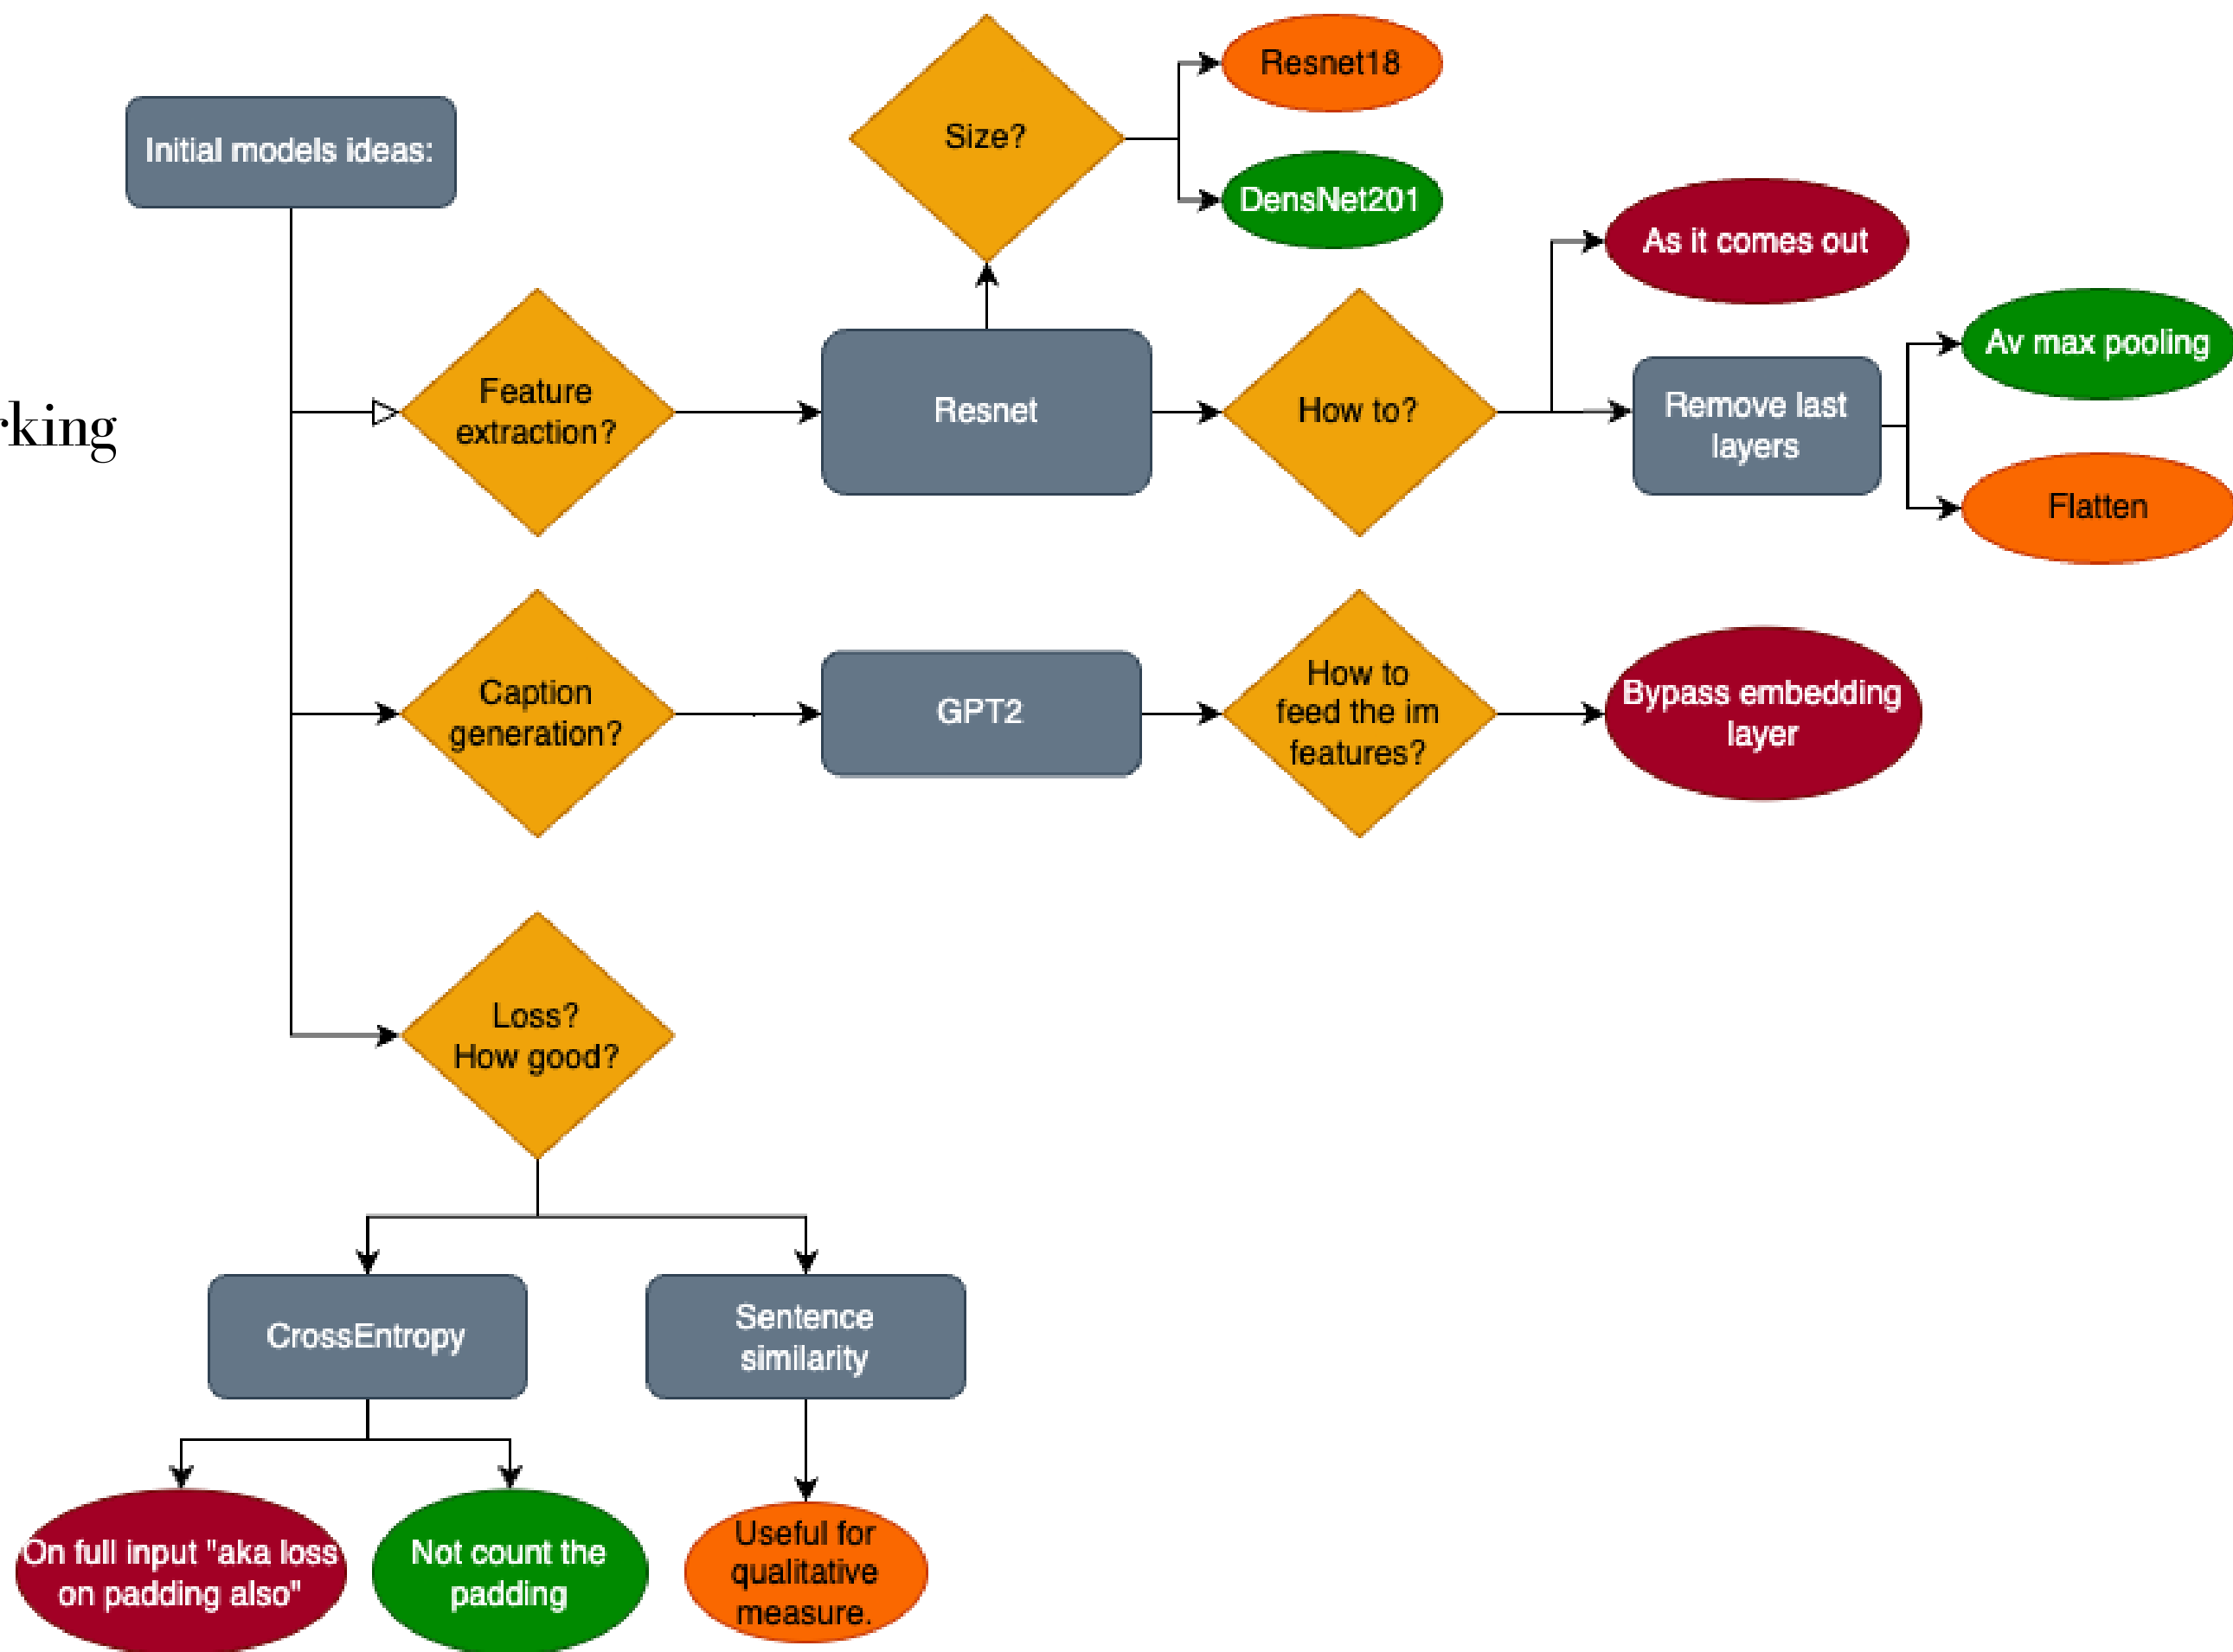 Initial models ideas:
Size?
Resnet18
DensNet201
As it comes out
Feature
extraction?
Resnet
How to?
Remove last
layers
Av max pooling
Flatten
rking
Caption
generation?
GPT2
How to
feed the im
features?
Bypass embedding
layer
Loss?
How good?
CrossEntropy
Sentence
similarity
On full input "aka loss
on padding also"
Not count the
padding
Useful for
qualitative
measure.